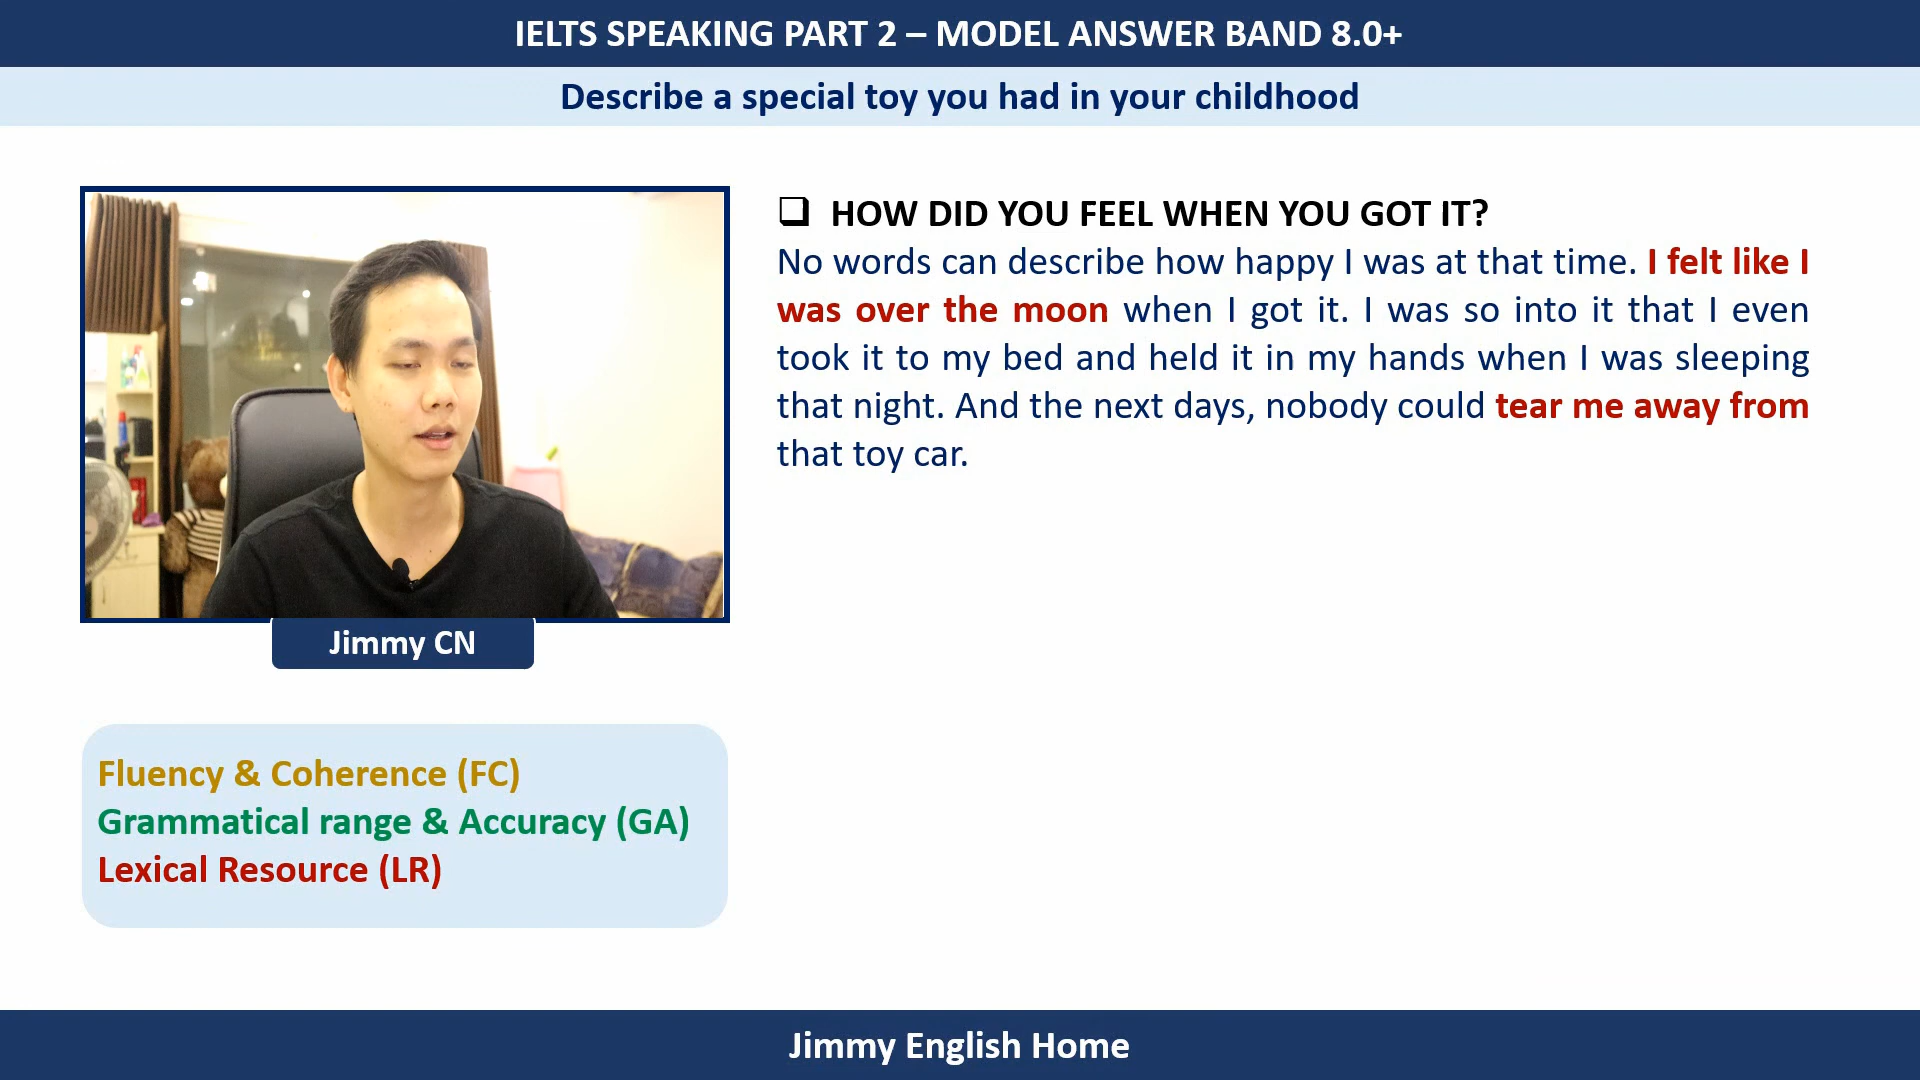 IELTS SPEAKING PART 2 – MODEL ANSWER BAND 8.0+
Describe a special toy you had in your childhood
HOW DID YOU FEEL WHEN YOU GOT IT?
No words can describe how happy I was at that time. I felt like I
was over the moon when I got it. I was so into it that I even
took it to my bed and held it in my hands when I was sleeping
that night. And the next days, nobody could tear me away from
that toy car.
Jimmy CN
Fluency & Coherence (FC)
Grammatical range & Accuracy (GA)
Lexical Resource (LR)
Jimmy English Home